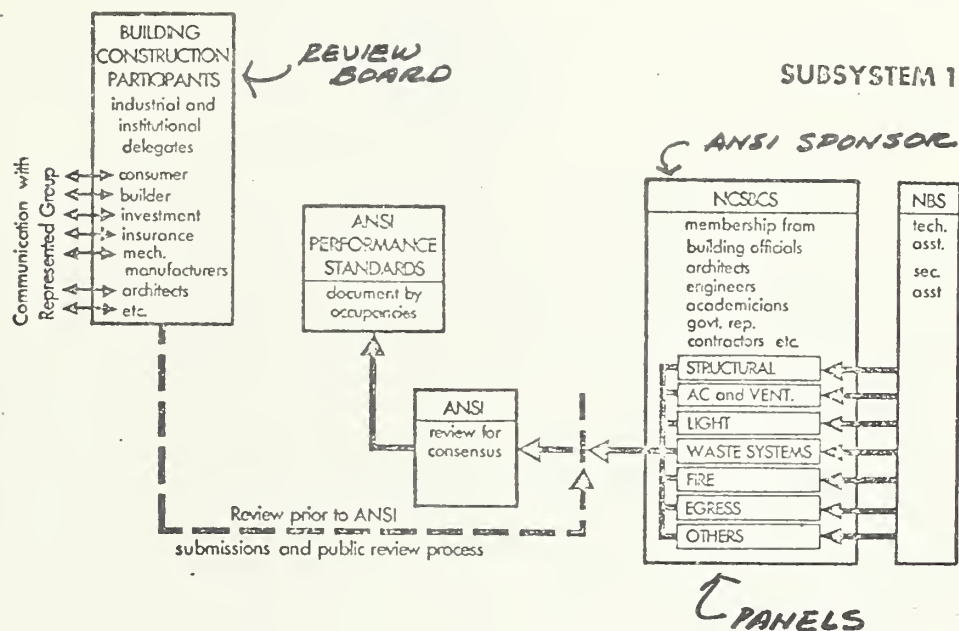 BUILDING
CONSTRUCTION
PARTICIPANTS
industrial and
institutional
delegates
consumer
builder
investment
insurance
mech.
manufacturers
architects
etc.
Communication with
Represented Group
REVIEW
BOARD
SUBSYSTEM 1
ANSI SPONSOR
ANSI
PERFORMANCE
STANDARDS
document by
occupancies
ANSI
review for
consensus
Review prior to ANSI
submissions and public review process
NCSBCS
membership from
building officials
architects
engineers
academicians
govt. rep.
contractors etc.
STRUCTURAL
AC and VENT.
LIGHT
WASTE SYSTEMS
FIRE
EGRESS
OTHERS
NBS
tech.
asst.
sec.
asst
PANELS